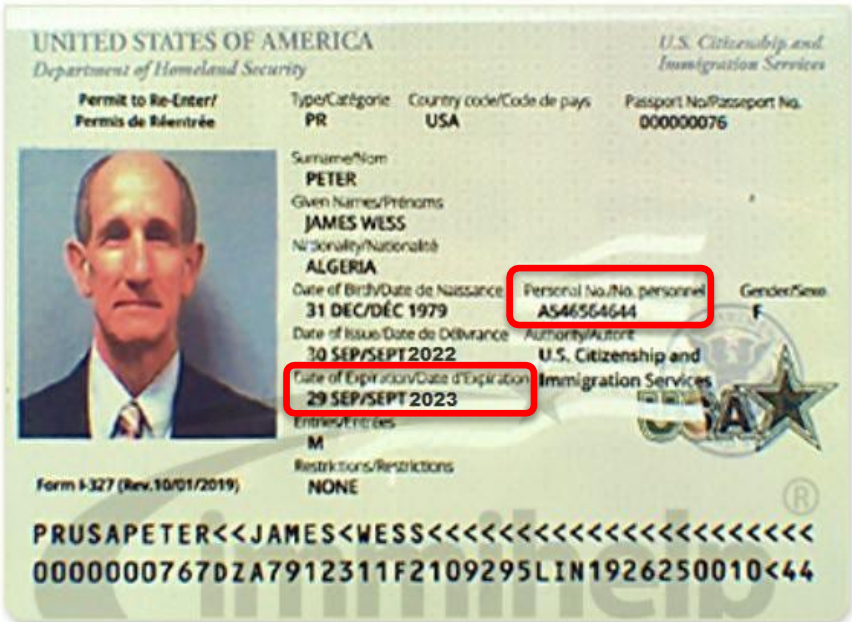 UNITED STATES OF AMERICA
Department of Homeland Security
U.S. Citizenship and
Immigration Services
Permit to Re-Enter/
Permis de Réentrée
Type/Catégorie Country code/Code de pays Passport No/Passeport No.
PR USA 000000076
Surname/Nom
PETER
Given Names/Prénoms
JAMES WESS
Nationality/Nationalité
ALGERIA
Date of Birth/Date de Naissance Personal No./No. personnel Gender/Sexe
31 DEC/DÉC 1979 A546564644 F
Date of Issue/Date de Délivrance Authority/Autorit
30 SEP/SEPT 2022 U.S. Citizenship and
Date of Expiration/Date d'Expiration Immigration Services
29 SEP/SEPT 2023
USA
Entries/Entrées
M
Restrictions/Restrictions
Form I-327 (Rev.10/01/2019) NONE
®
PRUSAPETER<<JAMES<WESS<<<<<<<<<<<<<<<<<<<<<<
0000000767DZA7912311F2109295LIN1926250010<44
immihelp